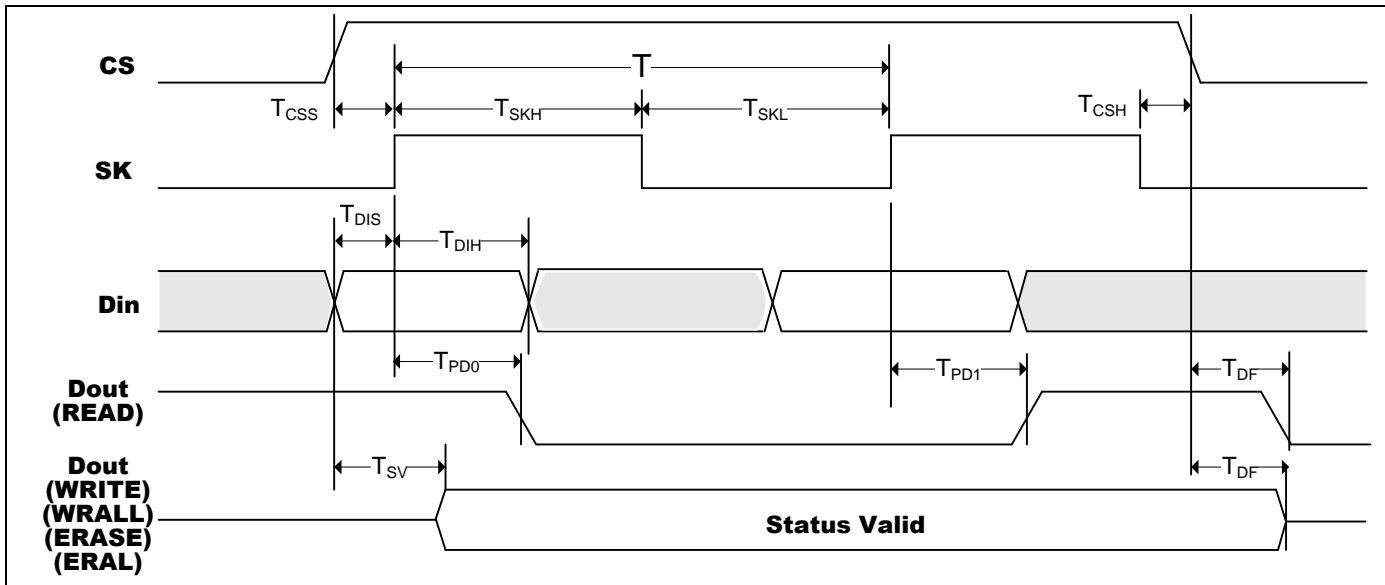 CS
T
TCSS
TSKH
TSKL
TCSH
SK
TDIS
TDIH
Din
TPD0
TPD1
TDF
Dout
(READ)
TSV
TDF
Dout
(WRITE)
(WRALL)
(ERASE)
(ERAL)
Status Valid